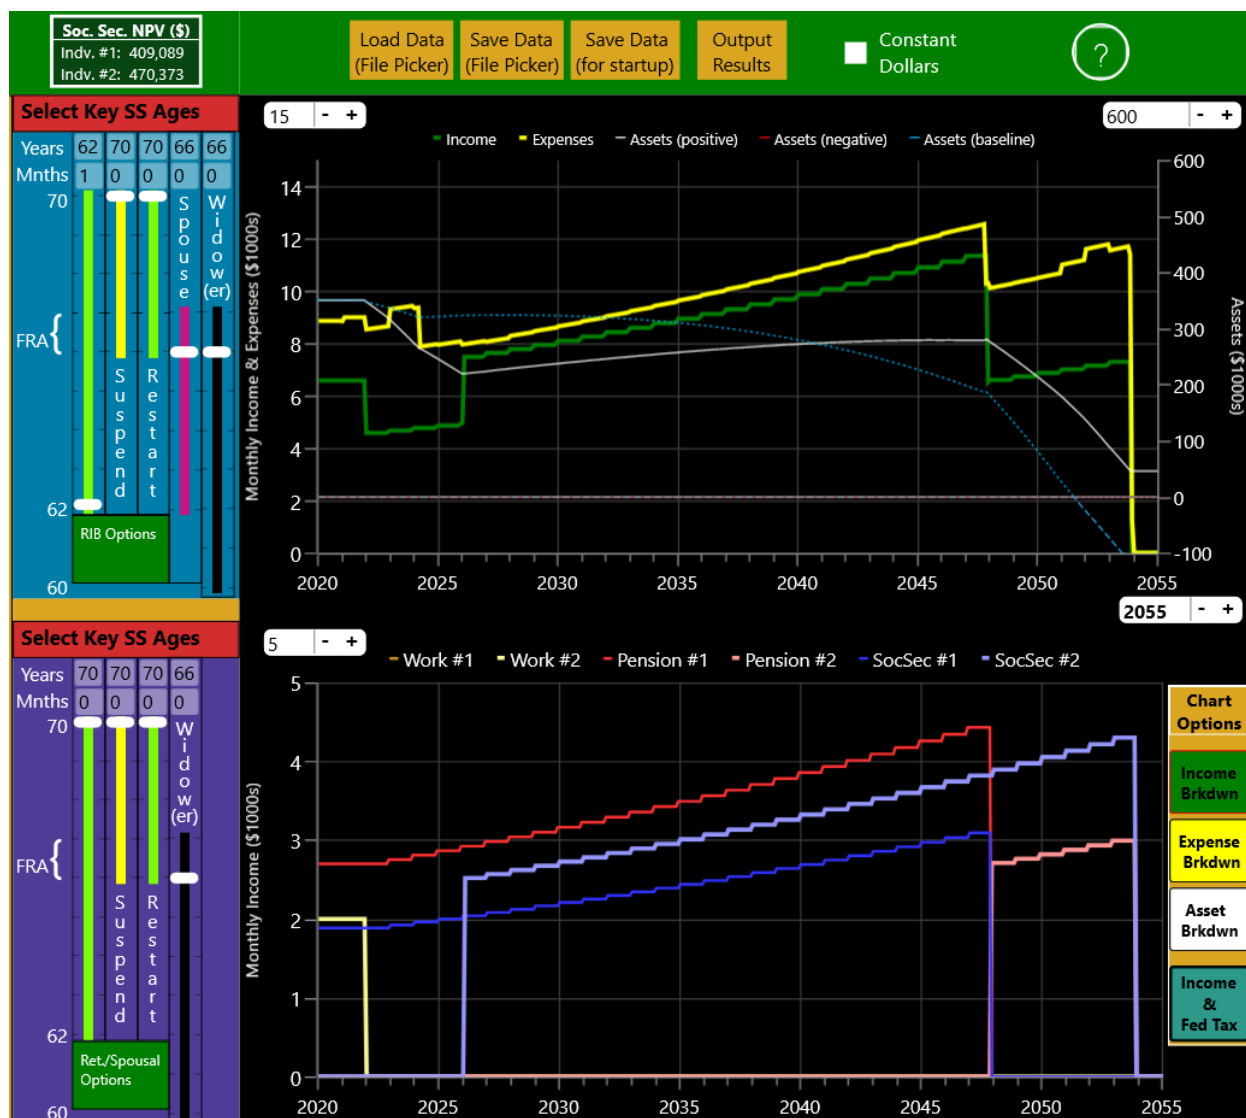 Soc. Sec. NPV ($)
Indv. #1: 409,089
Indv. #2: 470,373
Load Data
(File Picker)
Save Data
(File Picker)
Save Data
(for startup)
Output
Results
Constant
Dollars
?
Select Key SS Ages
Years 62 70 70 66 66
Mnths 1 0 0 0 0
70
Spouse
Widow(er)
FRA{
Suspend
Restart
62
RIB Options
60
15 - +
600 - +
Income Expenses Assets (positive) Assets (negative) Assets (baseline)
Monthly Income & Expenses ($1000s)
14
12
10
8
6
4
2
0
600
500
400
300
200
100
0
-100
Assets ($1000s)
2020 2025 2030 2035 2040 2045 2050 2055
2055 - +
Select Key SS Ages
Years 70 70 70 66
Mnths 0 0 0 0
70
Widow(er)
FRA{
Suspend
Restart
62
Ret./Spousal
Options
60
5 - +
Work #1 Work #2 Pension #1 Pension #2 SocSec #1 SocSec #2
Monthly Income ($1000s)
5
4
3
2
1
0
2020 2025 2030 2035 2040 2045 2050 2055
Chart
Options
Income
Brkdwn
Expense
Brkdwn
Asset
Brkdwn
Income
&
Fed Tax